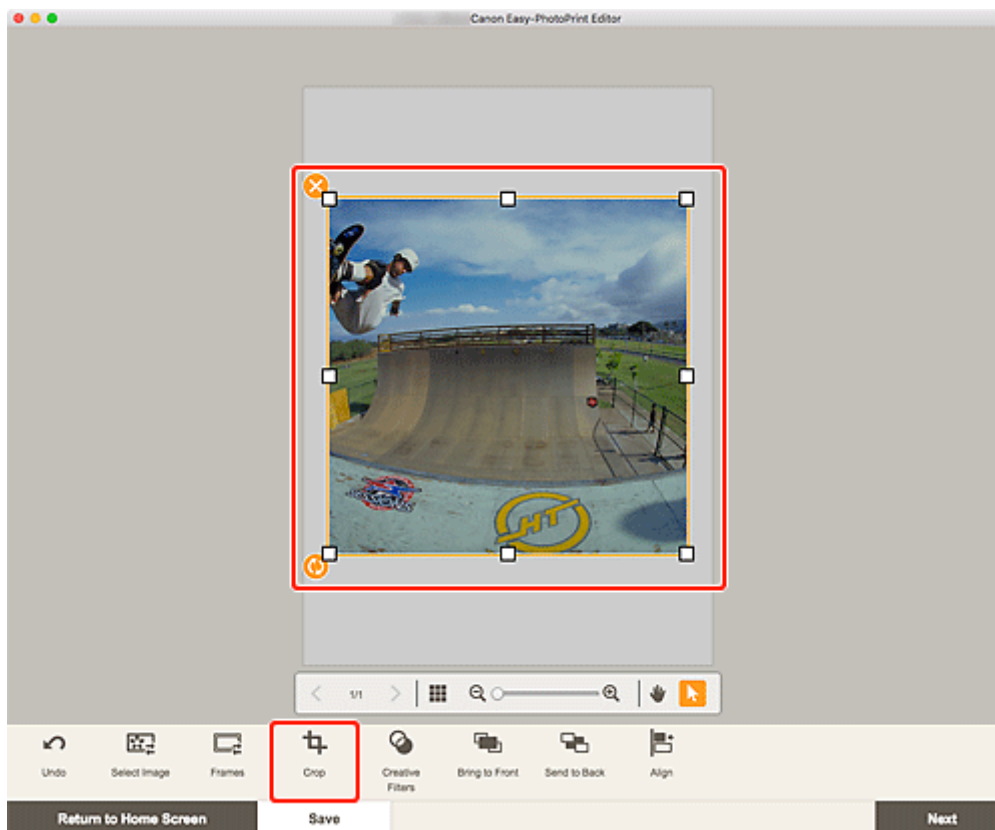 Canon Easy-PhotoPrint Editor
HT
1/1
Undo
Select Image
Frames
Crop
Creative
Filters
Bring to Front
Send to Back
Align
Return to Home Screen
Save
Next